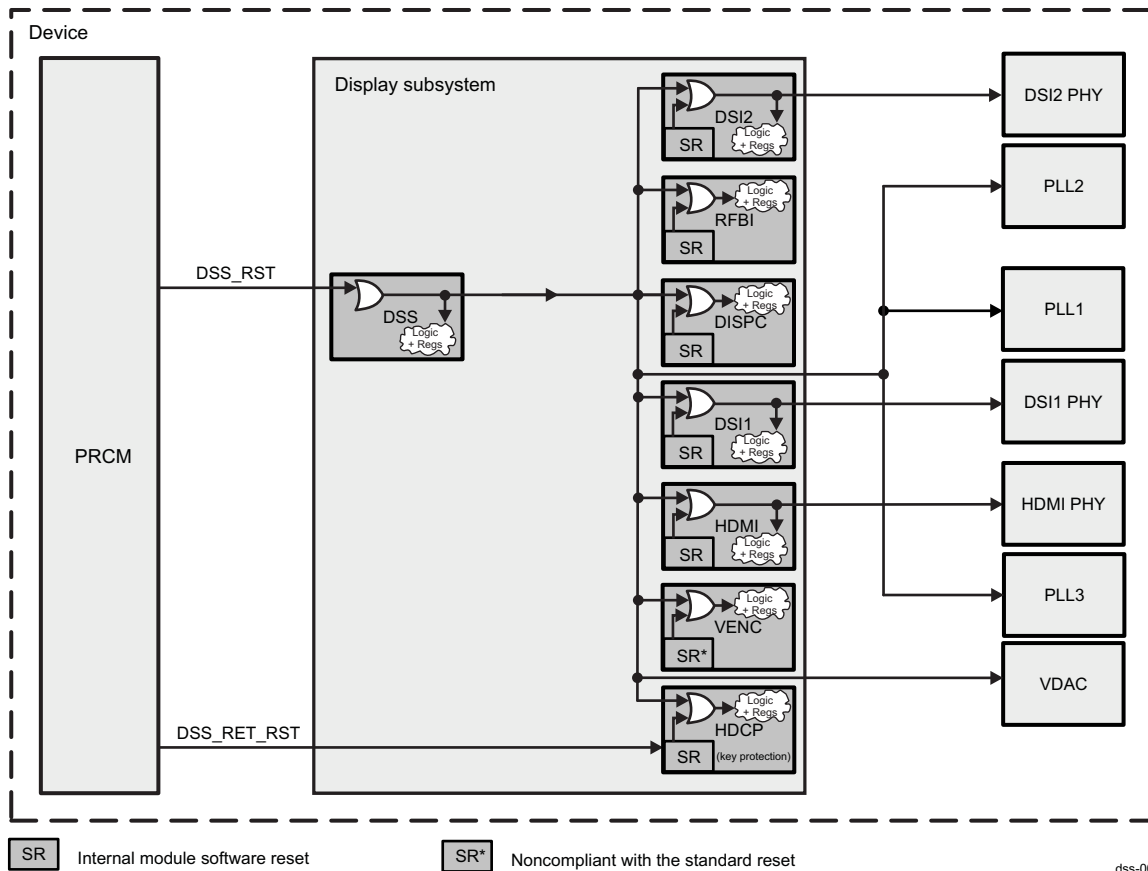 Device
PRCM
Display subsystem
DSS_RST
DSS
Logic
+ Regs
DSI2
SR
Logic
+ Regs
RFBI
SR
Logic
+ Regs
DISPC
SR
Logic
+ Regs
DSI1
SR
Logic
+ Regs
HDMI
SR
Logic
+ Regs
VENC
SR*
Logic
+ Regs
HDCP
SR
(key protection)
Logic
+ Regs
DSS_RET_RST
DSI2 PHY
PLL2
PLL1
DSI1 PHY
HDMI PHY
PLL3
VDAC
SR
Internal module software reset
SR*
Noncompliant with the standard reset